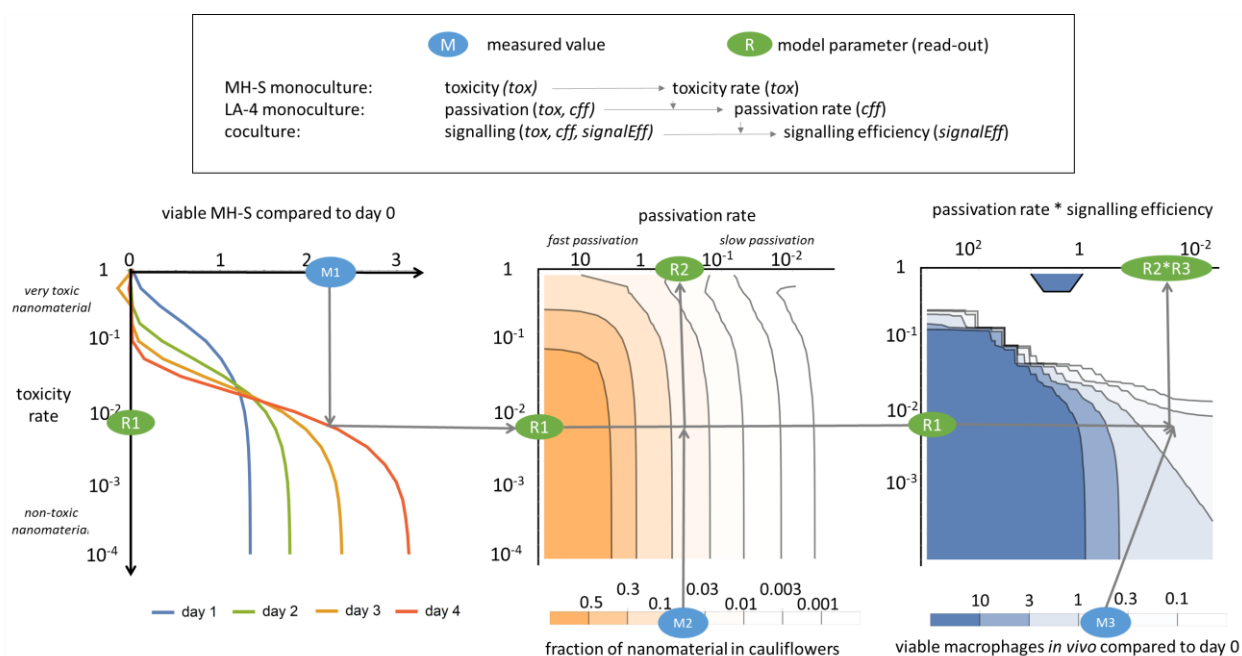 M measured value R model parameter (read-out)
MH-S monoculture: toxicity (tox) toxicity rate (tox)
LA-4 monoculture: passivation (tox, cff) passivation rate (cff)
coculture: signalling (tox, cff, signalEff) signalling efficiency (signalEff)
viable MH-S compared to day 0
0 1 2 M1 3
1
very toxic
nanomaterial
10⁻¹
toxicity
rate
10⁻²
R1
10⁻³
non-toxic
nanomaterial
10⁻⁴
day 1 day 2 day 3 day 4
passivation rate
fast passivation slow passivation
10 1 R2 10⁻¹ 10⁻²
1
10⁻¹
10⁻²
R1
10⁻³
10⁻⁴
0.3 0.03 0.003
0.5 0.1 M2 0.01 0.001
fraction of nanomaterial in cauliflowers
passivation rate * signalling efficiency
10² 1 10⁻²
1 R2*R3
10⁻¹
10⁻²
R1
10⁻³
10 3 1 M3 0.3 0.1
viable macrophages in vivo compared to day 0